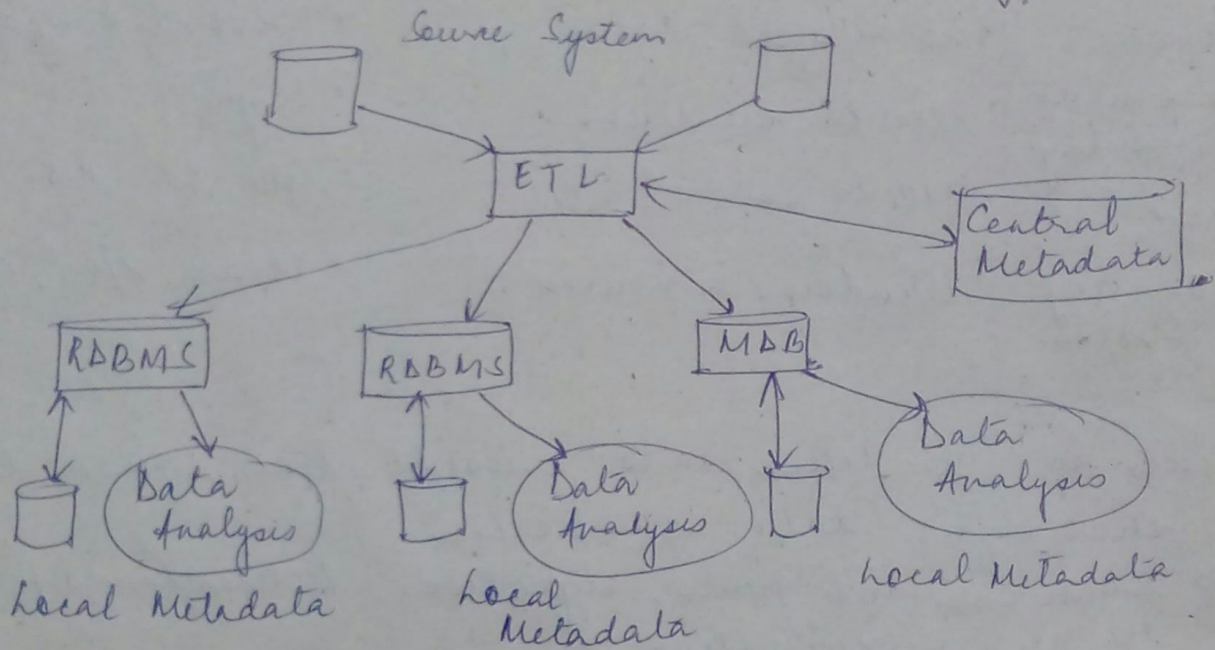 Source System
ETL
Central
Metadata
RDBMS
RDBMS
MDB
Data
Analysis
Data
Analysis
Data
Analysis
Local Metadata
Local
Metadata
Local Metadata